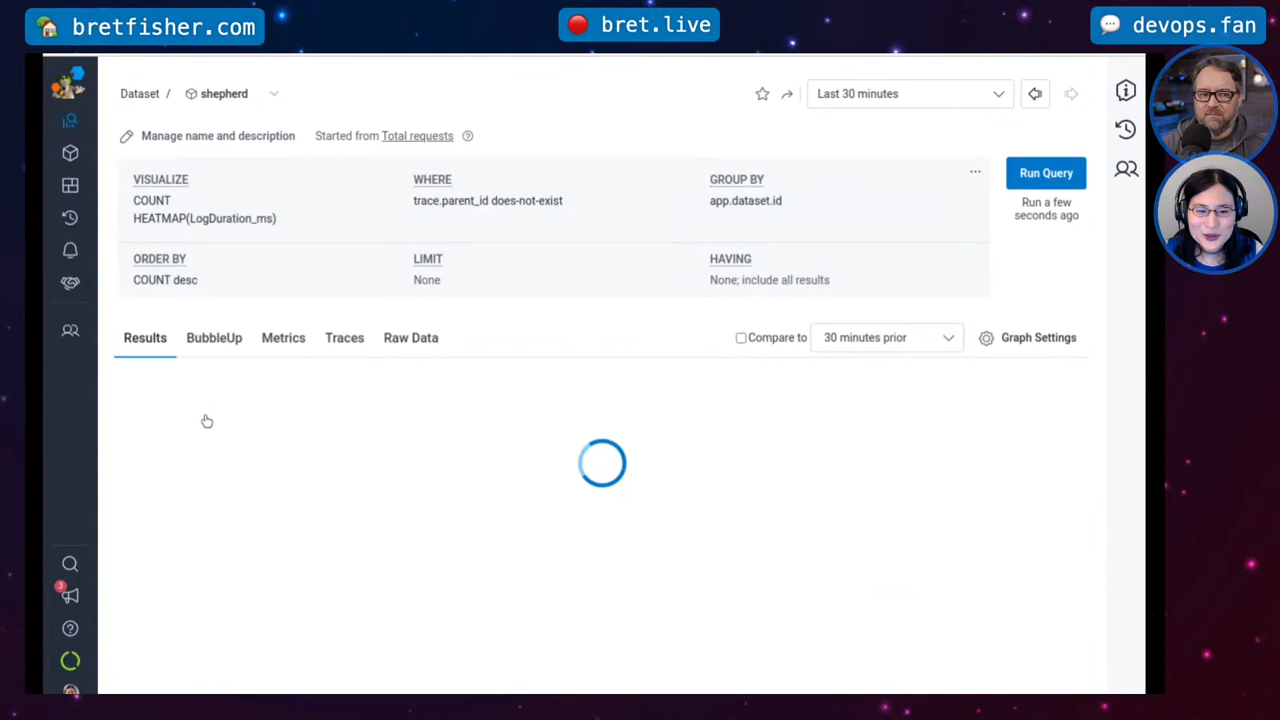 bretfisher.com
bret.live
devops.fan
Dataset / shepherd
Last 30 minutes
Manage name and description
Started from Total requests
VISUALIZE
COUNT
HEATMAP(LogDuration_ms)
WHERE
trace.parent_id does-not-exist
GROUP BY
app.dataset.id
Run Query
Run a few
seconds ago
ORDER BY
COUNT desc
LIMIT
None
HAVING
None; include all results
Results
BubbleUp
Metrics
Traces
Raw Data
Compare to
30 minutes prior
Graph Settings
3